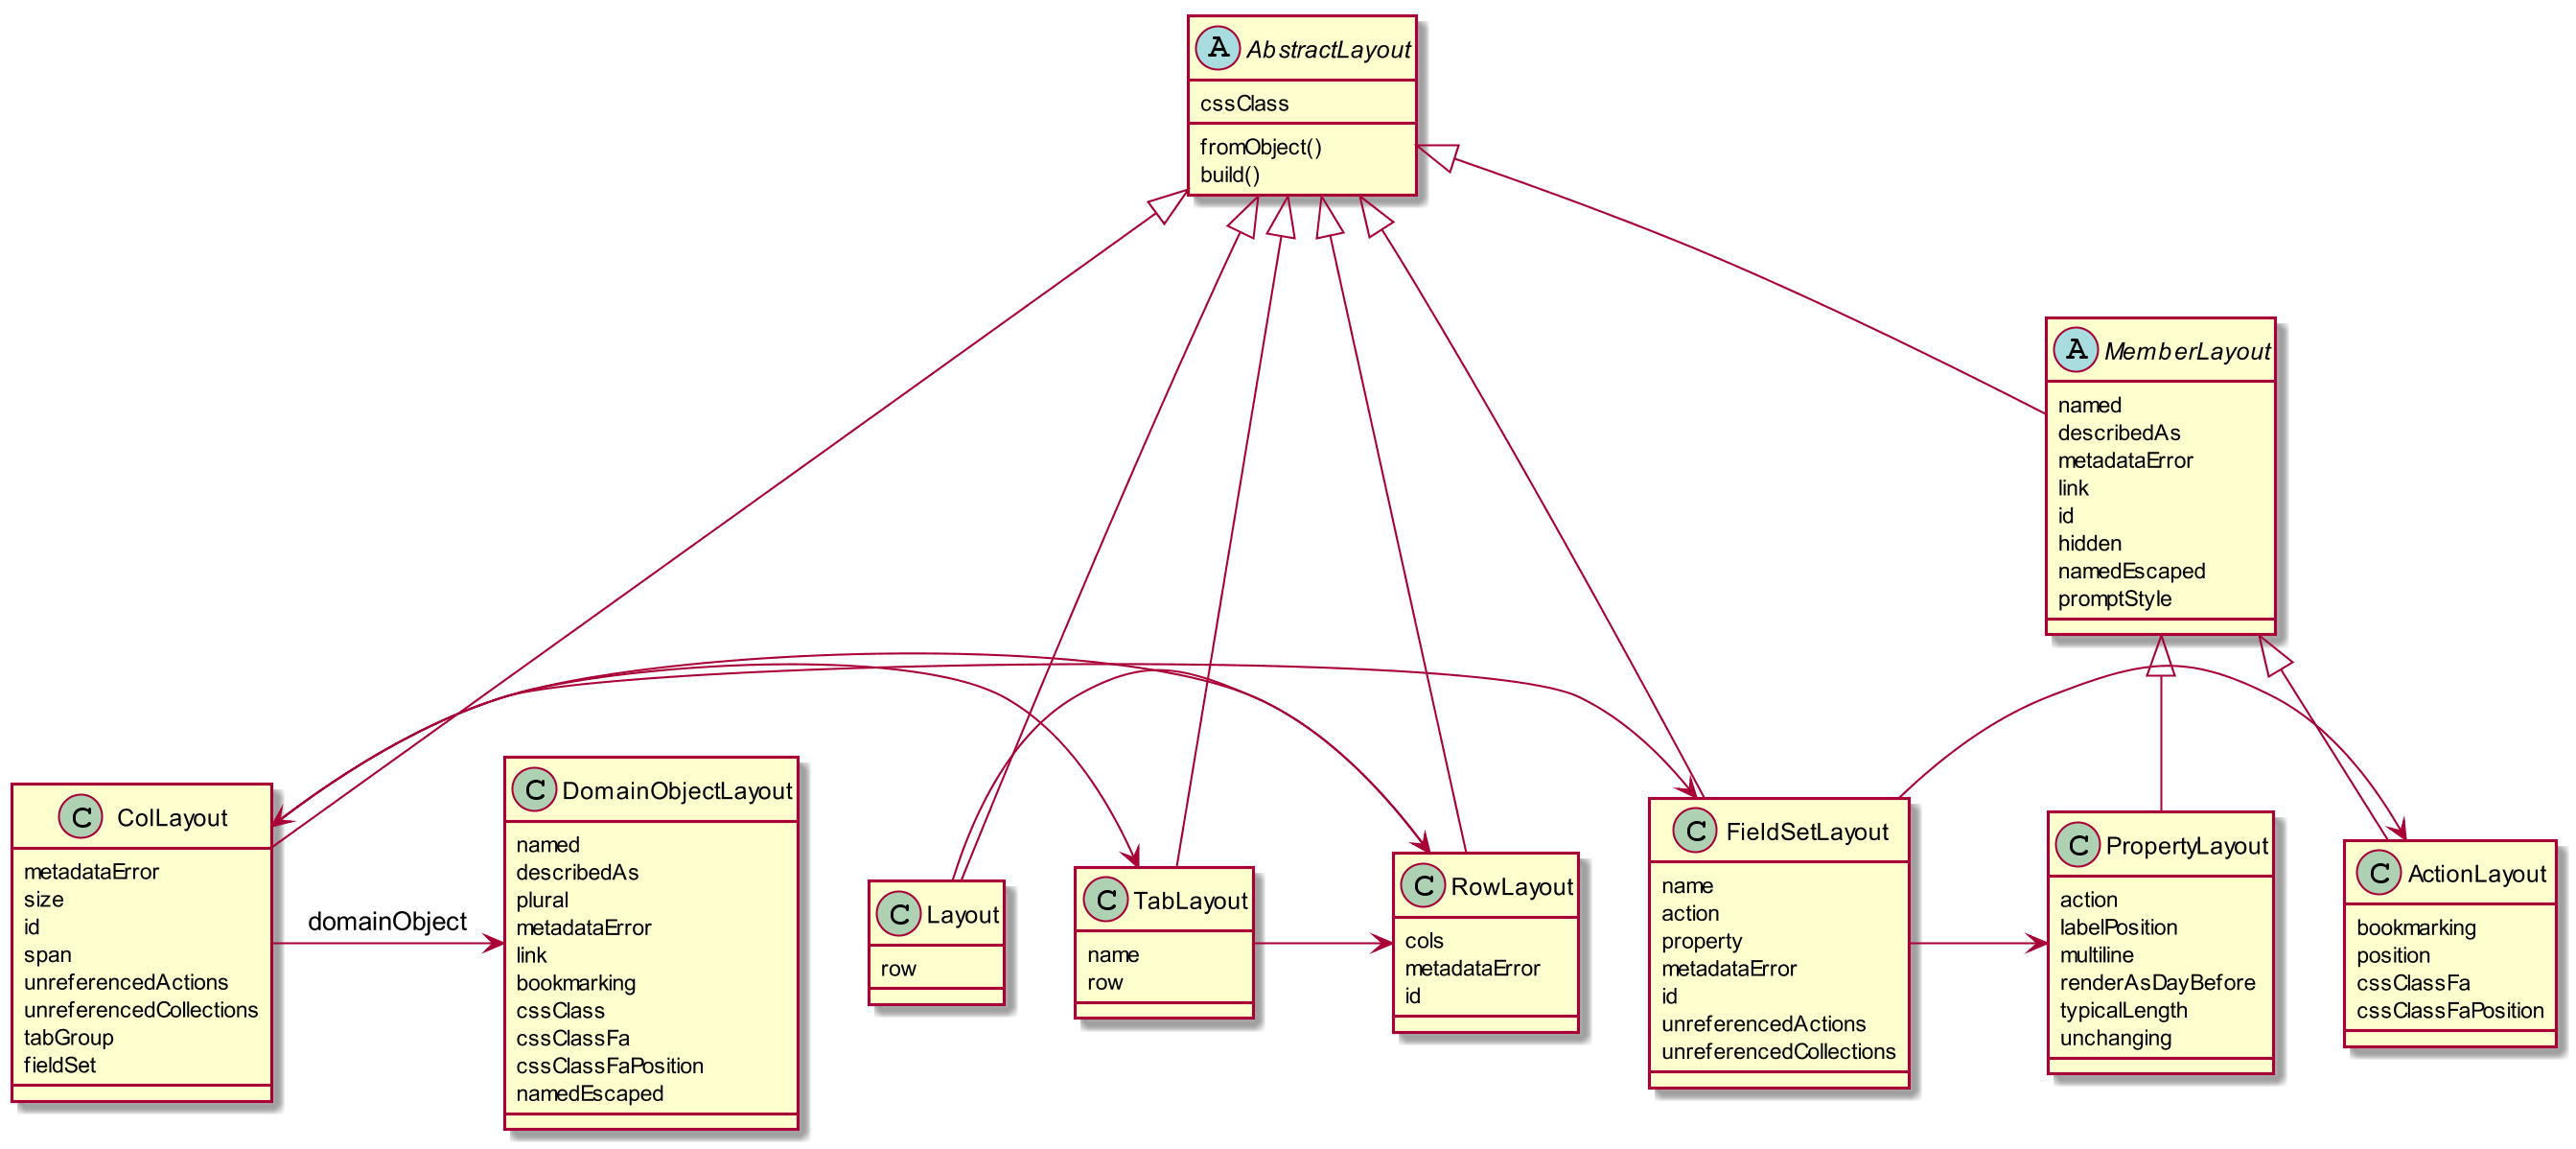 A AbstractLayout
cssClass
fromObject()
build()
A MemberLayout
named
describedAs
metadataError
link
id
hidden
namedEscaped
promptStyle
C ColLayout
metadataError
size
id
span
unreferencedActions
unreferencedCollections
tabGroup
fieldSet
domainObject
C DomainObjectLayout
named
describedAs
plural
metadataError
link
bookmarking
cssClass
cssClassFa
cssClassFaPosition
namedEscaped
C Layout
row
C TabLayout
name
row
C RowLayout
cols
metadataError
id
C FieldSetLayout
name
action
property
metadataError
id
unreferencedActions
unreferencedCollections
C PropertyLayout
action
labelPosition
multiline
renderAsDayBefore
typicalLength
unchanging
C ActionLayout
bookmarking
position
cssClassFa
cssClassFaPosition